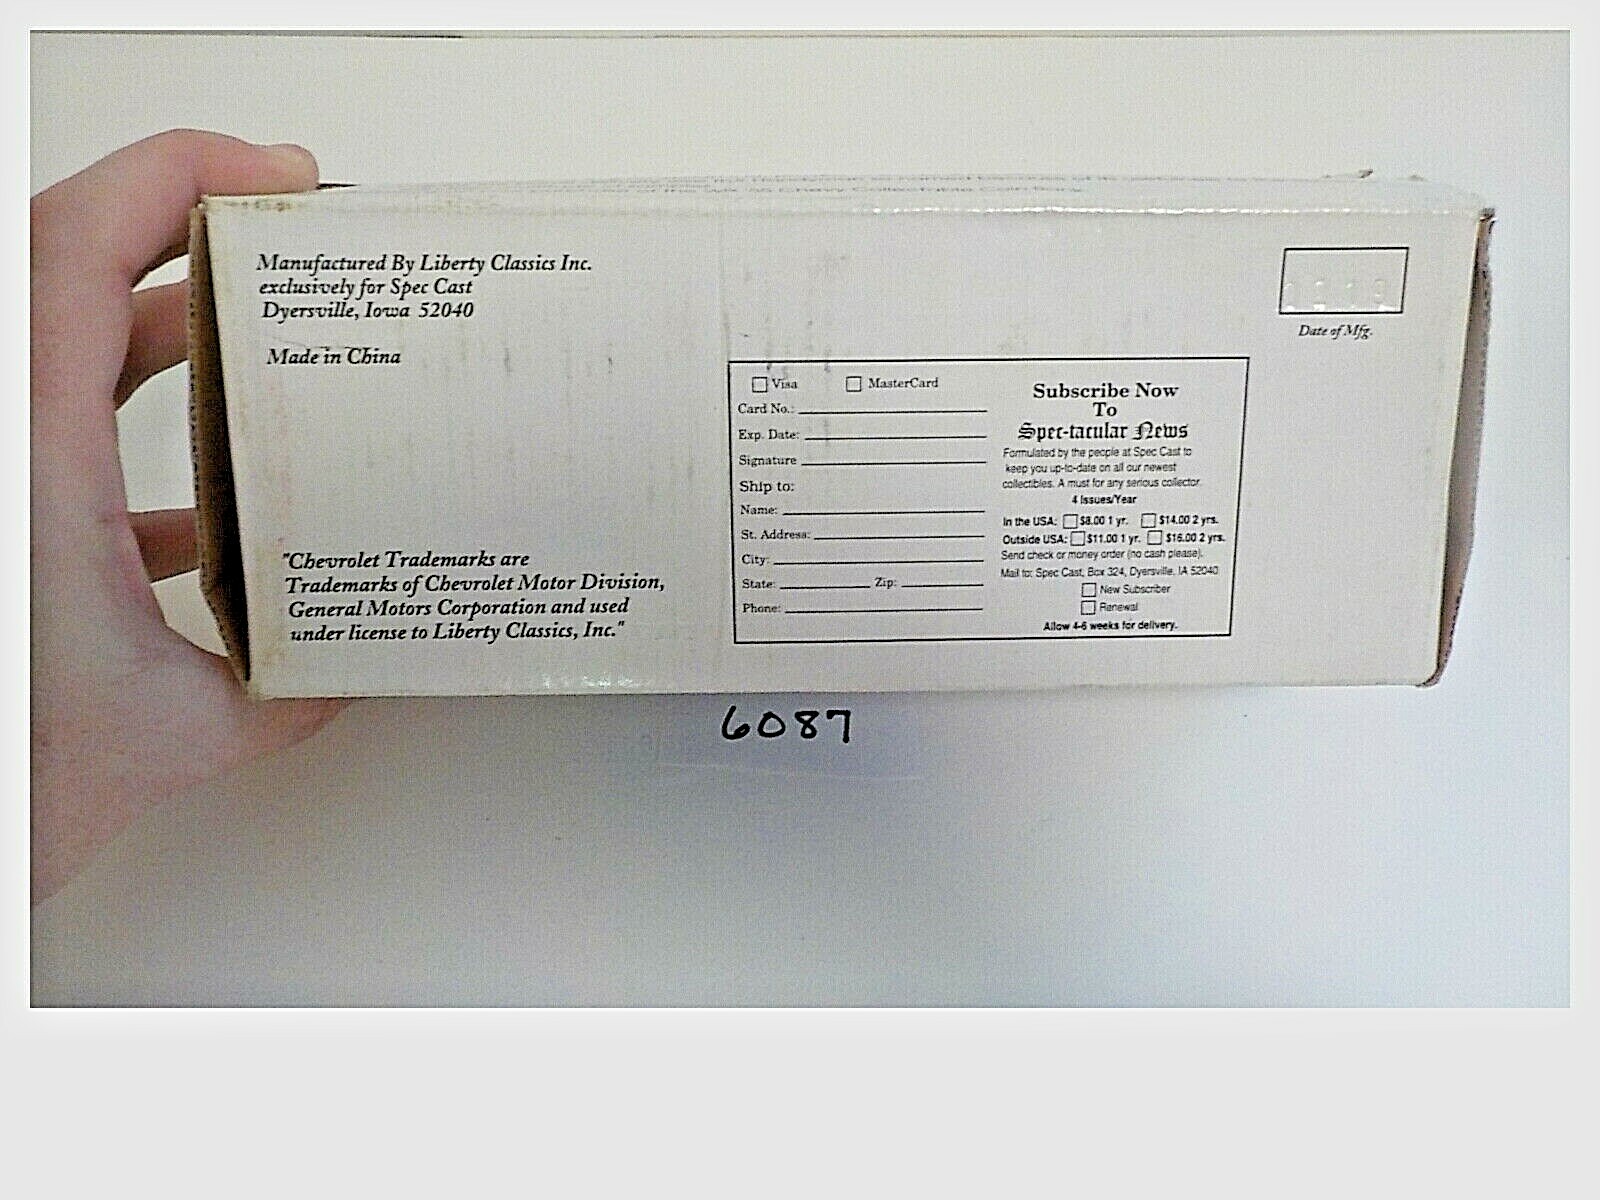 Manufactured By Liberty Classics Inc.
exclusively for Spec Cast
Dyersville, Iowa 52040
Made in China
"Chevrolet Trademarks are
Trademarks of Chevrolet Motor Division,
General Motors Corporation and used
under license to Liberty Classics, Inc."
Visa MasterCard
Card No.:
Exp. Date:
Signature
Ship to:
Name:
St. Address:
City:
State: Zip:
Phone:
Subscribe Now
To
Spec-tacular News
Formulated by the people at Spec Cast to
keep you up-to-date on all our newest
collectibles. A must for any serious collector.
4 Issues/Year
In the USA: $8.00 1 yr. $14.00 2 yrs.
Outside USA: $11.00 1 yr. $16.00 2 yrs.
Send check or money order (no cash please).
Mail to: Spec Cast, Box 324, Dyersville, IA 52040
New Subscriber
Renewal
Allow 4-6 weeks for delivery.
Date of Mfg.
6087